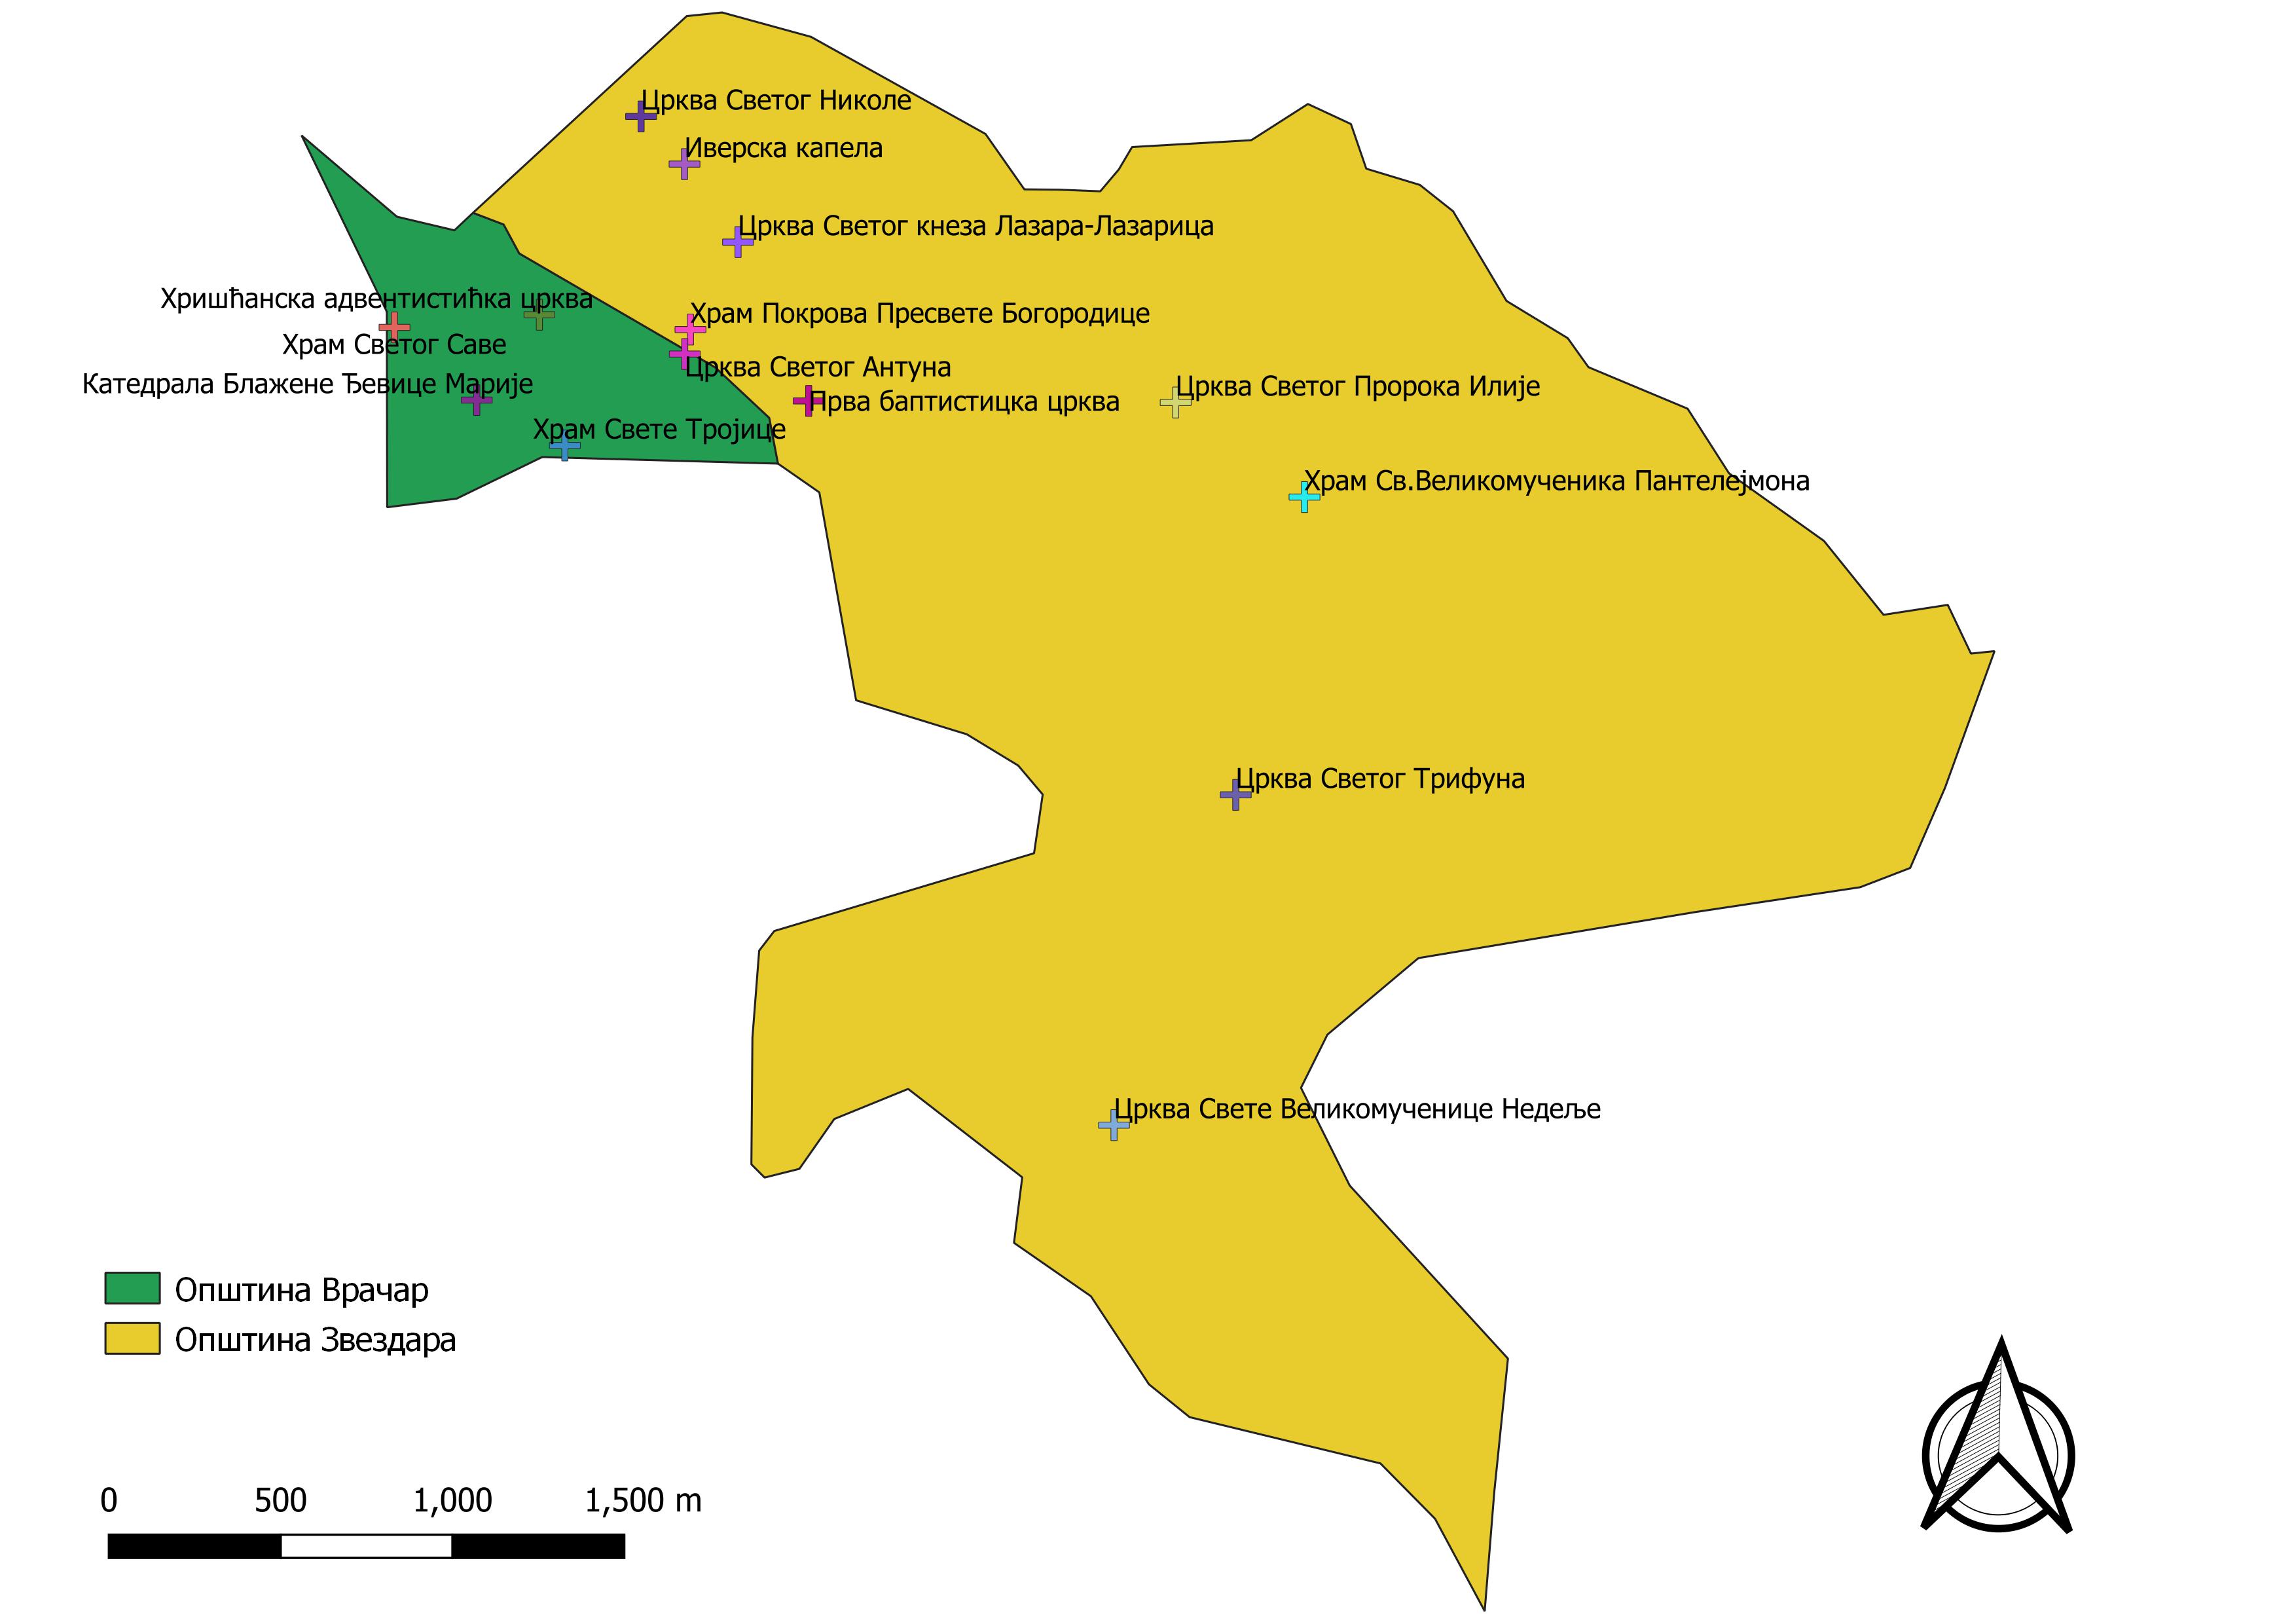 Црква Светог Николе
Иверска капела
Црква Светог кнеза Лазара-Лазарица
Хришћанска адвентистићка црква
Храм Покрова Пресвете Богородице
Храм Светог Саве
Црква Светог Антуна
Катедрала Блажене Ђевице Марије
Прва баптистицка црква
Црква Светог Пророка Илије
Храм Свете Тројице
Храм Св.Великомученика Пантелејмона
Црква Светог Трифуна
Црква Свете Великомученице Недеље
Општина Врачар
Општина Звездара
0 500 1,000 1,500 m